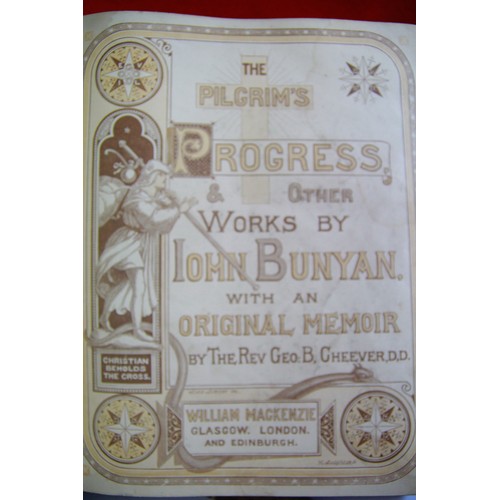 THE
PILGRIM'S
PROGRESS,
& OTHER
WORKS BY
IOHN BUNYAN.
WITH AN
ORIGINAL MEMOIR
BY THE REV. GEO. B. CHEEVER, D.D.
CHRISTIAN
BEHOLDS
THE CROSS.
WILLIAM MACKENZIE
GLASGOW. LONDON.
AND EDINBURGH.